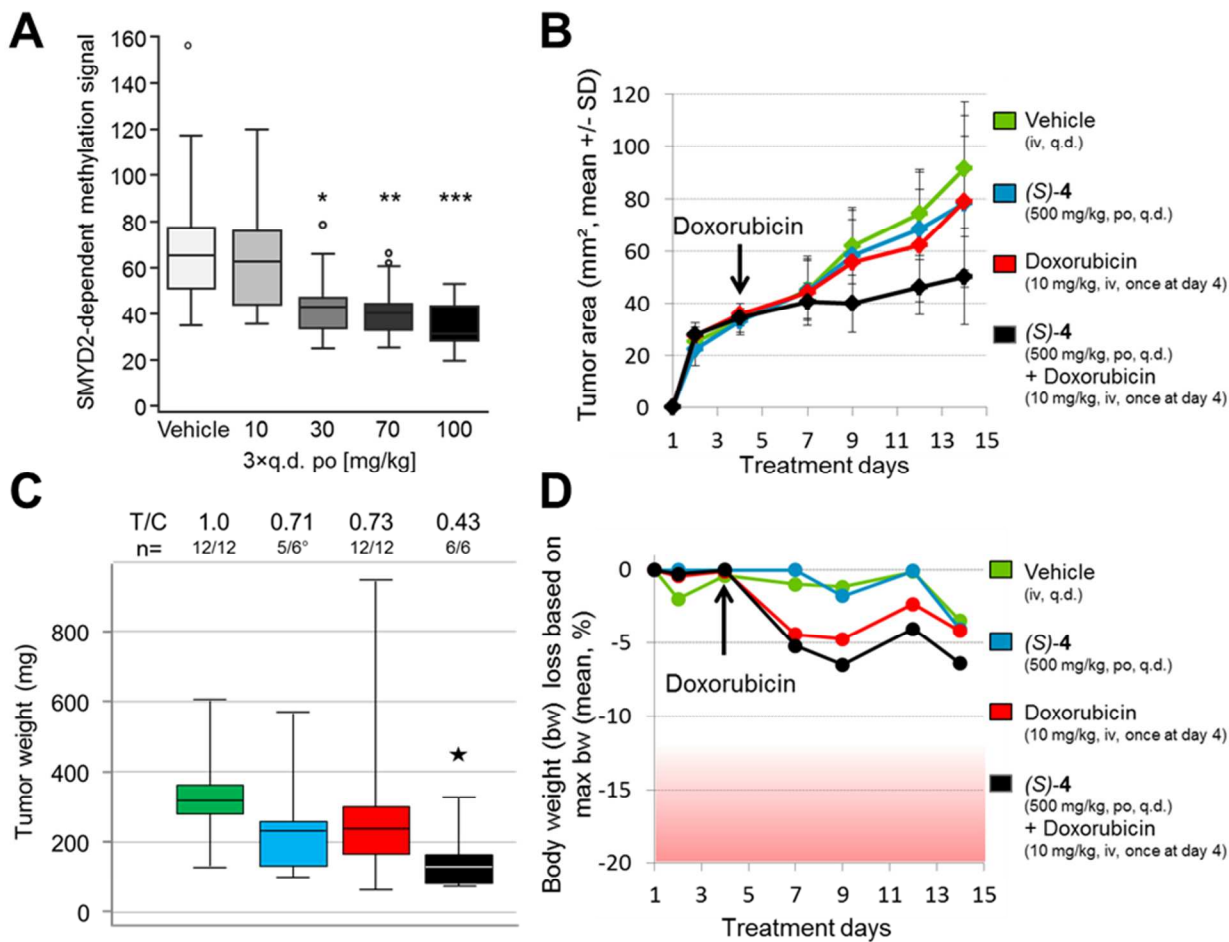 A
SMYD2-dependent methylation signal
160
140
120
100
80
60
40
20
0
* ** ***
Vehicle 10 30 70 100
3×q.d. po [mg/kg]
B
Tumor area (mm², mean +/- SD)
120
100
80
60
40
20
0
Doxorubicin
1 3 5 7 9 11 13 15
Treatment days
Vehicle
(iv, q.d.)
(S)-4
(500 mg/kg, po, q.d.)
Doxorubicin
(10 mg/kg, iv, once at day 4)
(S)-4
(500 mg/kg, po, q.d.)
+ Doxorubicin
(10 mg/kg, iv, once at day 4)
C
T/C 1.0 0.71 0.73 0.43
n= 12/12 5/6° 12/12 6/6
Tumor weight (mg)
800
600
400
200
0
★
D
Body weight (bw) loss based on
max bw (mean, %)
0
-5
-10
-15
-20
Doxorubicin
1 3 5 7 9 11 13 15
Treatment days
Vehicle
(iv, q.d.)
(S)-4
(500 mg/kg, po, q.d.)
Doxorubicin
(10 mg/kg, iv, once at day 4)
(S)-4
(500 mg/kg, po, q.d.)
+ Doxorubicin
(10 mg/kg, iv, once at day 4)